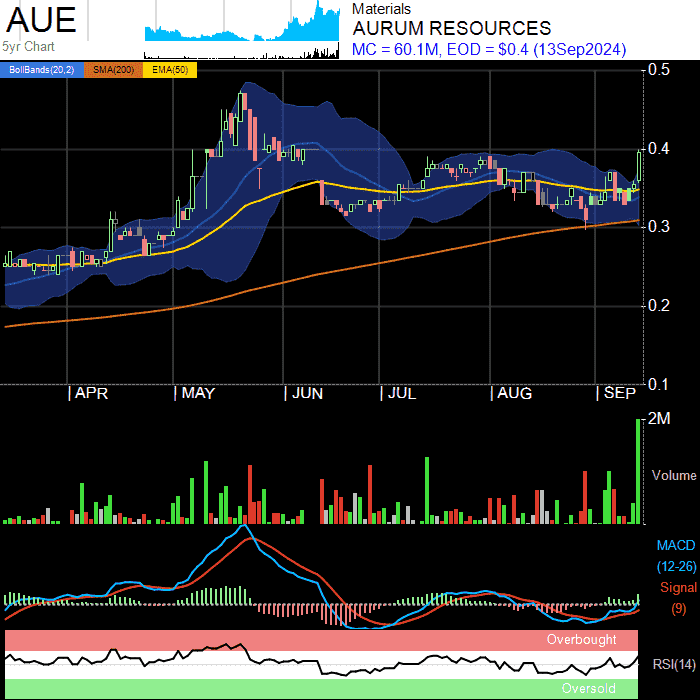 AUE
5yr Chart
Materials
AURUM RESOURCES
MC = 60.1M, EOD = $0.4 (13Sep2024)
BollBands(20,2) SMA(200) EMA(50)
0.5
0.4
0.3
0.2
0.1
APR MAY JUN JUL AUG SEP
2M
Volume
MACD
(12-26)
Signal
(9)
Overbought
RSI(14)
Oversold